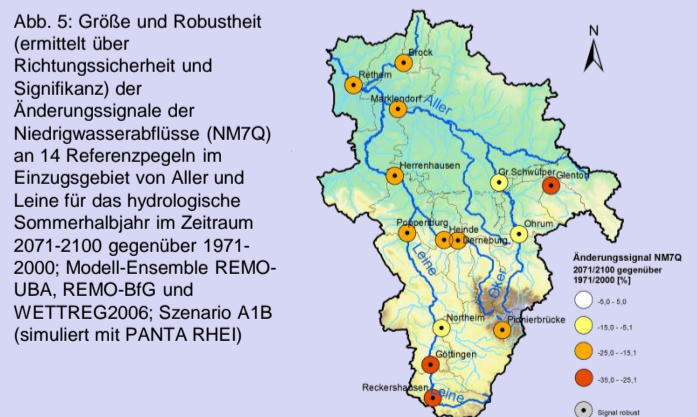 Abb. 5: Größe und Robustheit
(ermittelt über
Richtungssicherheit und
Signifikanz) der
Änderungssignale der
Niedrigwasserabflüsse (NM7Q)
an 14 Referenzpegeln im
Einzugsgebiet von Aller und
Leine für das hydrologische
Sommerhalbjahr im Zeitraum
2071-2100 gegenüber 1971-
2000; Modell-Ensemble REMO-
UBA, REMO-BfG und
WETTREG2006; Szenario A1B
(simuliert mit PANTA RHEI)
N
Brock
Rethem
Marklendorf
Aller
Herrenhausen
Gr.Schwülper
Glentorf
Poppenburg
Heinde
Derneburg
Ohrum
Leine
Oker
Northeim
Pionierbrücke
Göttingen
Reckershausen
Leine
Änderungssignal NM7Q
2071/2100 gegenüber
1971/2000 [%]
-5,0 - 5,0
-15,0 - -5,1
-25,0 - -15,1
-35,0 - -25,1
Signal robust